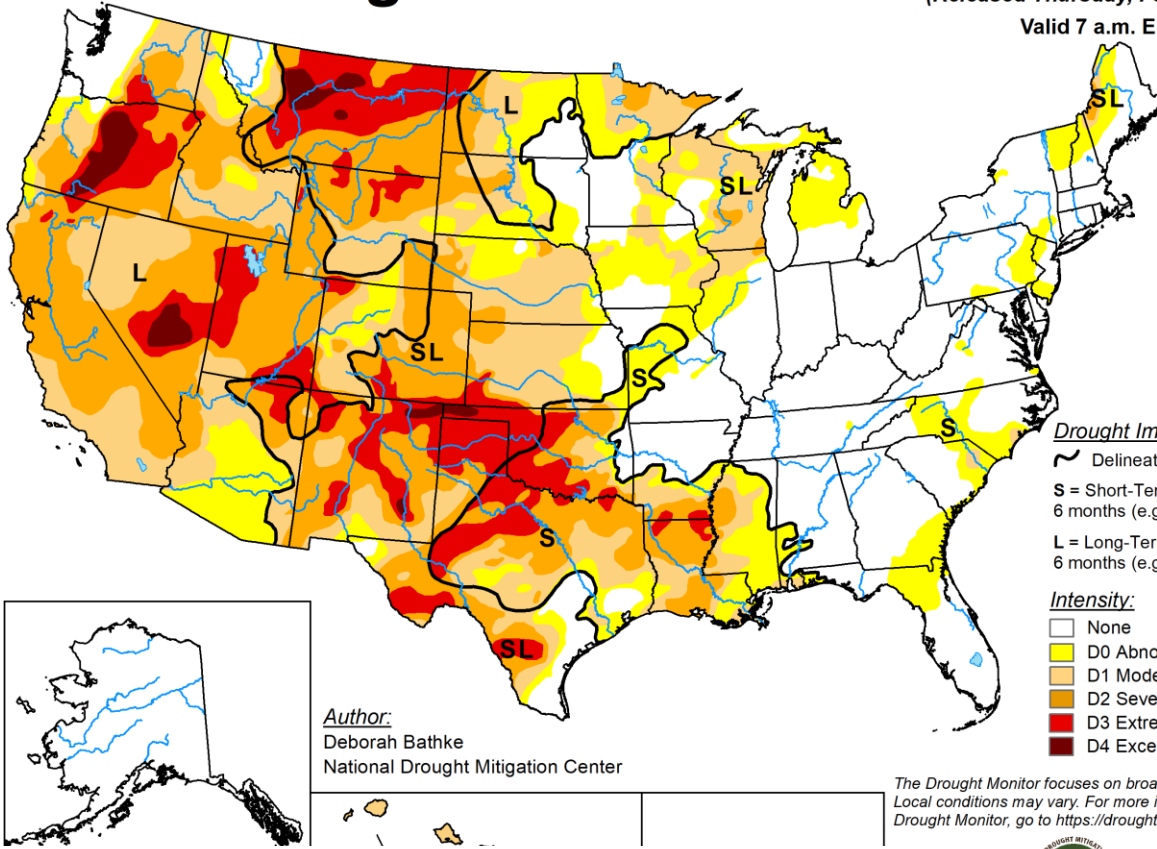 (Released Thursday, F
Valid 7 a.m. E
L
SL
SL
L
SL
S
S
S
SL
Drought Im
Delineat
S = Short-Ter
6 months (e.g
L = Long-Ter
6 months (e.g
Intensity:
None
D0 Abno
D1 Mode
D2 Seve
D3 Extre
D4 Exce
Author:
Deborah Bathke
National Drought Mitigation Center
The Drought Monitor focuses on broa
Local conditions may vary. For more i
Drought Monitor, go to https://drought
DROUGHT MITIGAT